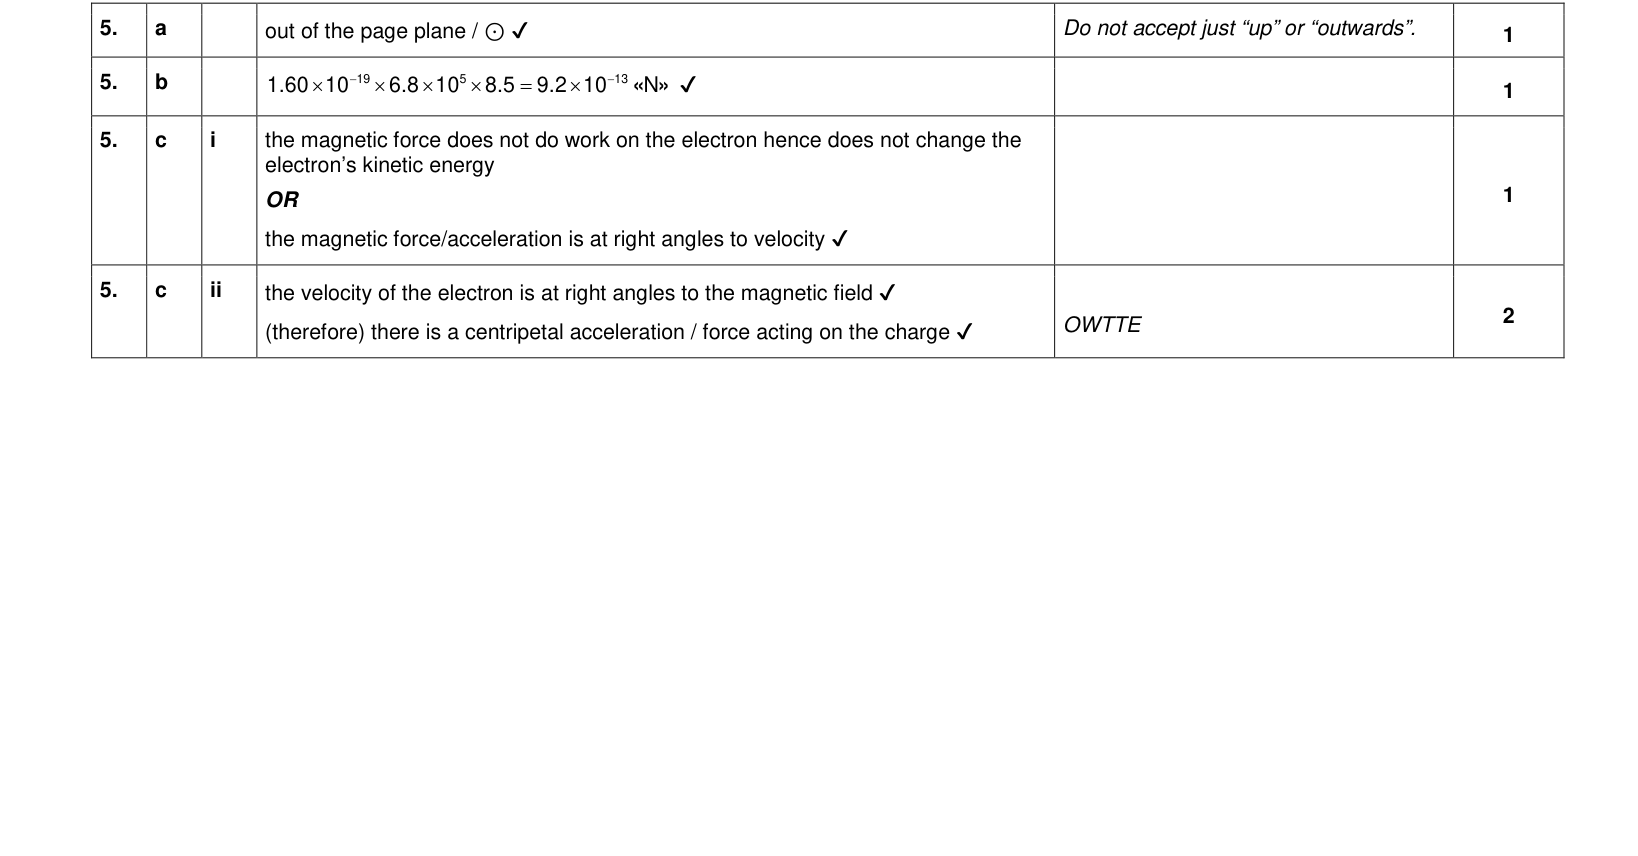 5. a out of the page plane / ⊙ ✓ Do not accept just “up” or “outwards”. 1
5. b 1.60×10⁻¹⁹×6.8×10⁵×8.5=9.2×10⁻¹³ «N» ✓ 1
5. c i the magnetic force does not do work on the electron hence does not change the
electron’s kinetic energy
OR
1
the magnetic force/acceleration is at right angles to velocity ✓
5. c ii the velocity of the electron is at right angles to the magnetic field ✓
(therefore) there is a centripetal acceleration / force acting on the charge ✓ OWTTE 2